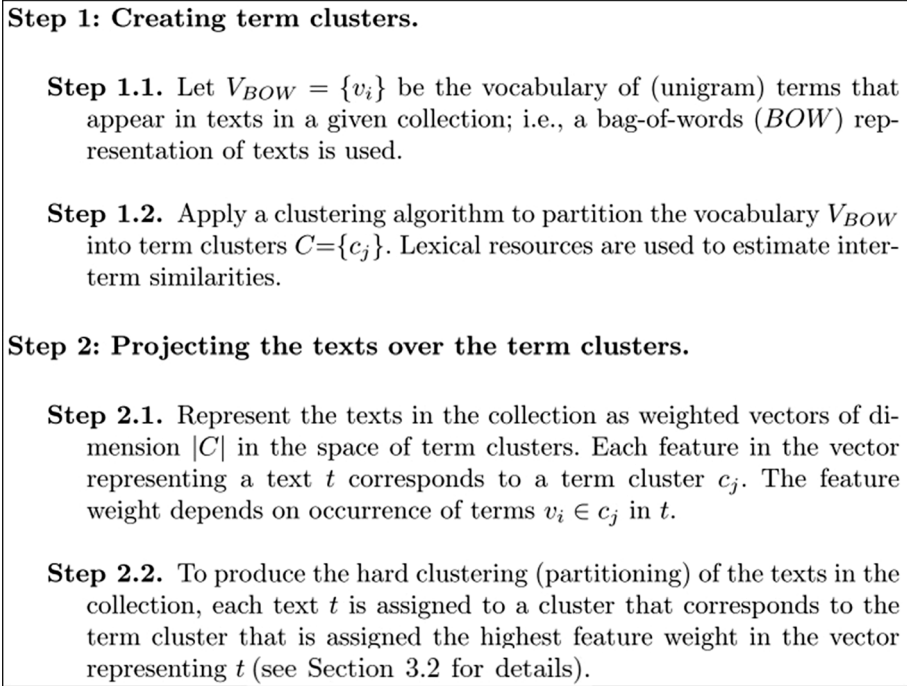 Step 1: Creating term clusters.
Step 1.1. Let V_BOW = {v_i} be the vocabulary of (unigram) terms that
appear in texts in a given collection; i.e., a bag-of-words (BOW) rep-
resentation of texts is used.
Step 1.2. Apply a clustering algorithm to partition the vocabulary V_BOW
into term clusters C={c_j}. Lexical resources are used to estimate inter-
term similarities.
Step 2: Projecting the texts over the term clusters.
Step 2.1. Represent the texts in the collection as weighted vectors of di-
mension |C| in the space of term clusters. Each feature in the vector
representing a text t corresponds to a term cluster c_j. The feature
weight depends on occurrence of terms v_i ∈ c_j in t.
Step 2.2. To produce the hard clustering (partitioning) of the texts in the
collection, each text t is assigned to a cluster that corresponds to the
term cluster that is assigned the highest feature weight in the vector
representing t (see Section 3.2 for details).